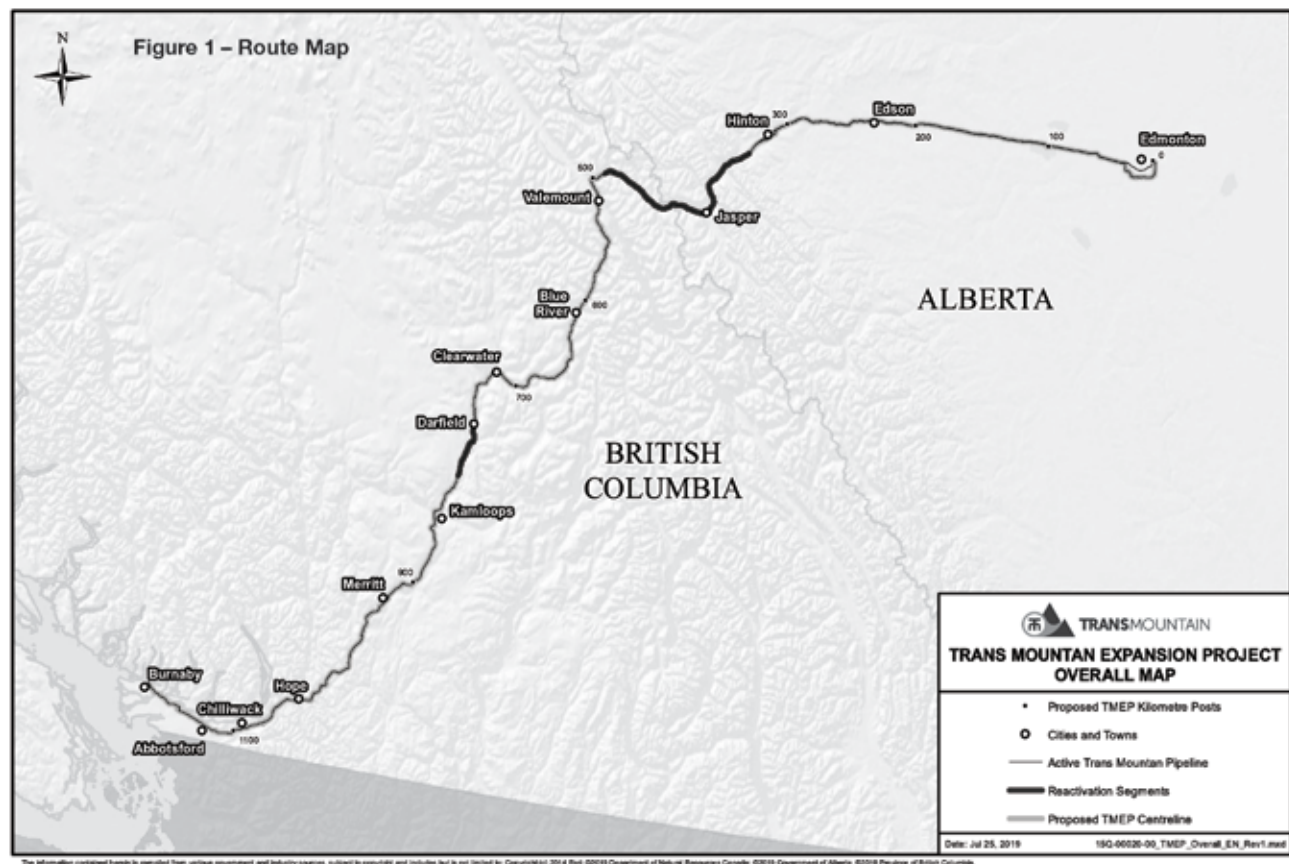 Figure 1 – Route Map
N
Hinton
300
Edson
200
100
Edmonton
0
500
Valemount
Jasper
Blue
River
600
ALBERTA
Clearwater
700
Darfield
BRITISH
COLUMBIA
Kamloops
900
Merritt
Burnaby
Hope
Chilliwack
1100
Abbotsford
TRANSMOUNTAIN
TRANS MOUNTAN EXPANSION PROJECT
OVERALL MAP
Proposed TMEP Kilometre Posts
Cities and Towns
Active Trans Mountain Pipeline
Reactivation Segments
Proposed TMEP Centreline
Date: Jul 25, 2019